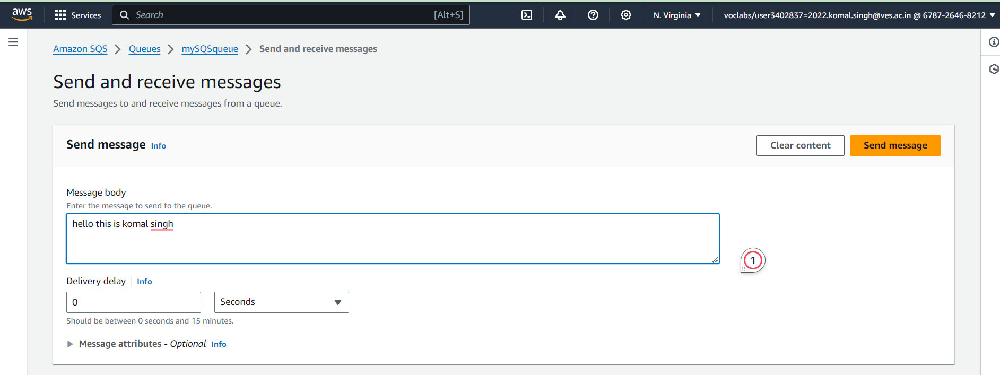 aws Services Search [Alt+S] N. Virginia voclabs/user3402837=2022.komal.singh@ves.ac.in @ 6787-2646-8212
Amazon SQS Queues mySQSqueue Send and receive messages
Send and receive messages
Send messages to and receive messages from a queue.
Send message Info Clear content Send message
Message body
Enter the message to send to the queue.
hello this is komal singh
1
Delivery delay Info
0 Seconds
Should be between 0 seconds and 15 minutes.
Message attributes - Optional Info